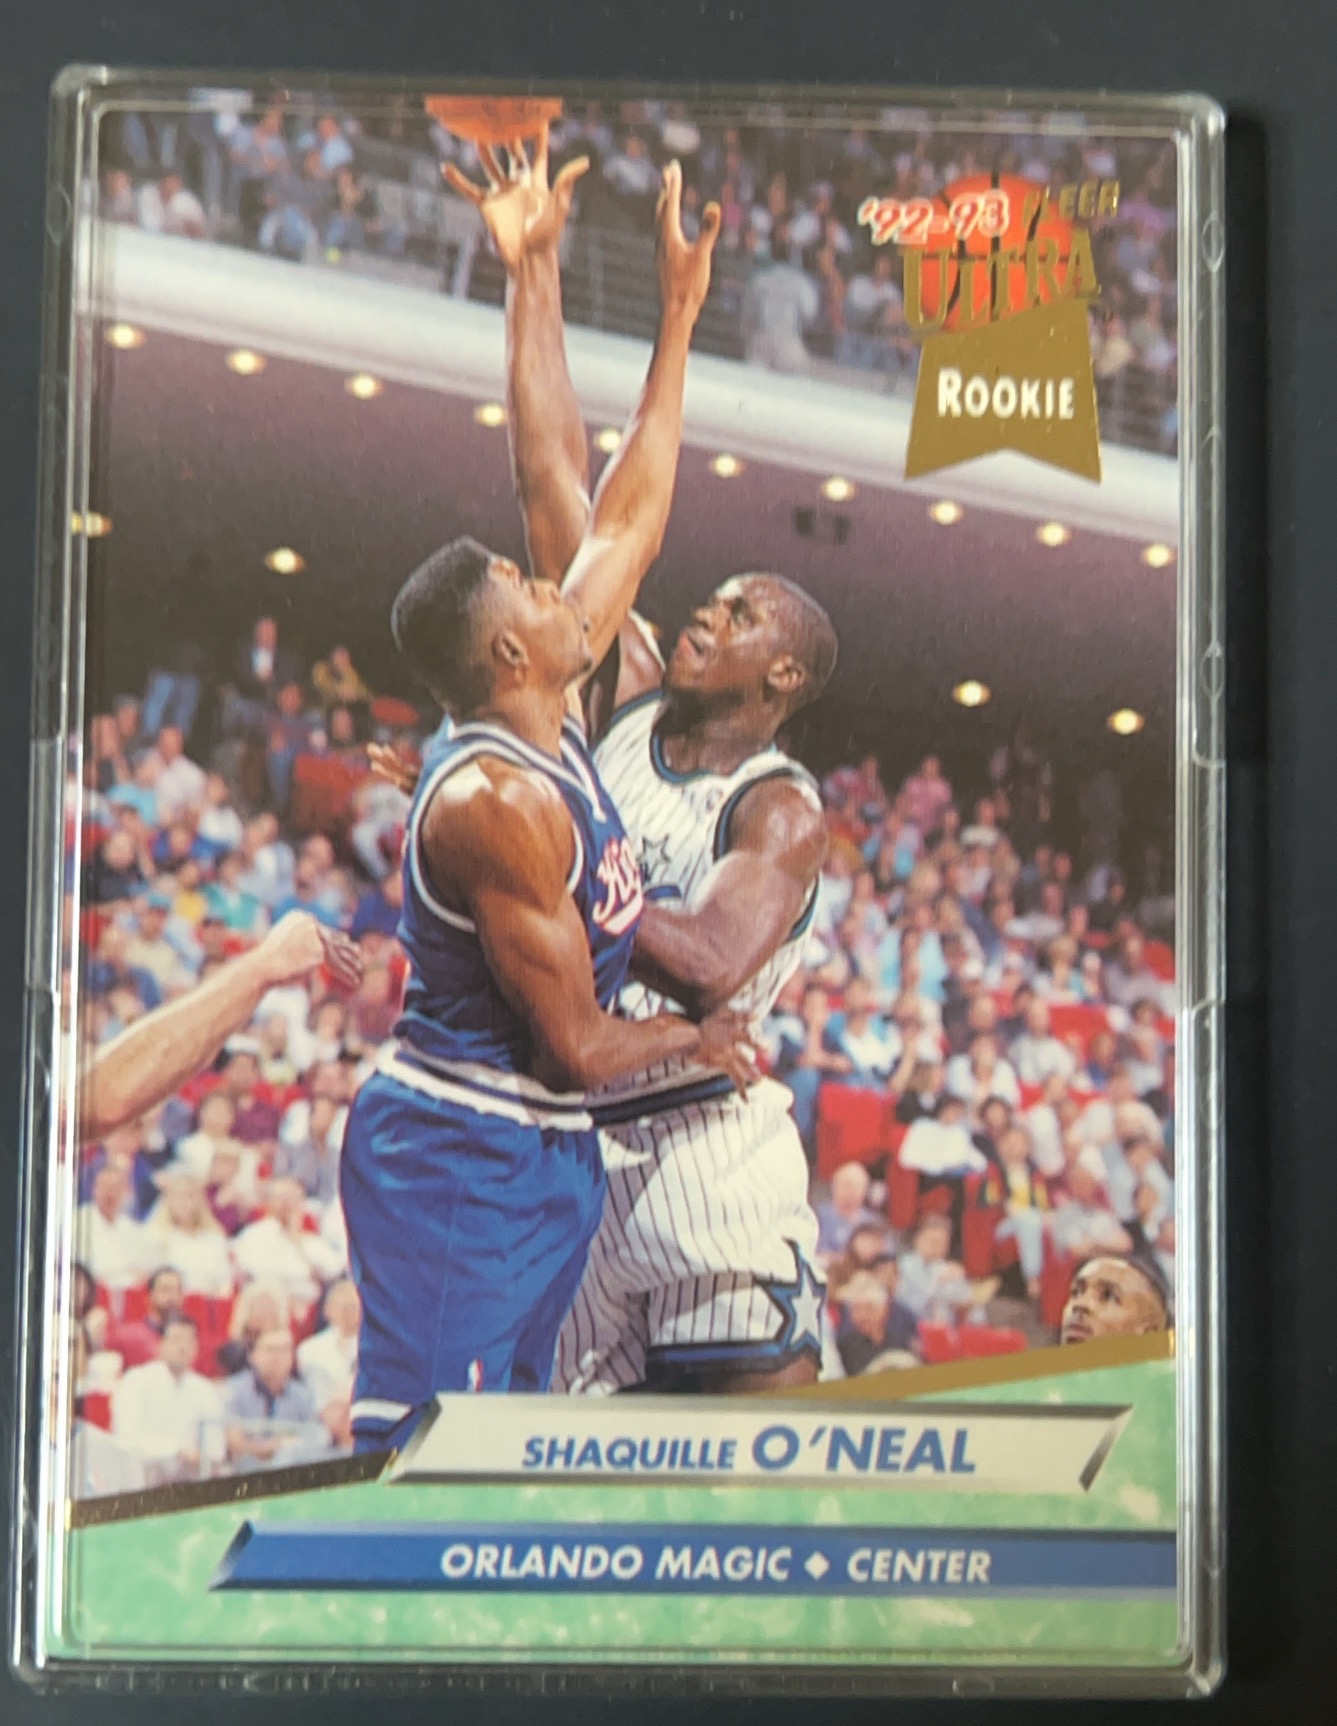 '92-93 FLEER
ULTRA
ROOKIE
SHAQUILLE O'NEAL
ORLANDO MAGIC ◆ CENTER